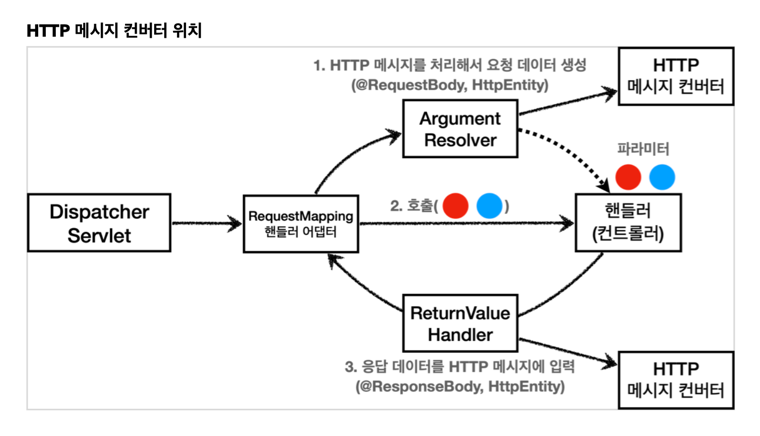 HTTP 메시지 컨버터 위치
1. HTTP 메시지를 처리해서 요청 데이터 생성
(@RequestBody, HttpEntity)
HTTP
메시지 컨버터
Argument
Resolver
파라미터
Dispatcher
Servlet
RequestMapping
핸들러 어댑터
2. 호출( )
핸들러
(컨트롤러)
ReturnValue
Handler
3. 응답 데이터를 HTTP 메시지에 입력
(@ResponseBody, HttpEntity)
HTTP
메시지 컨버터